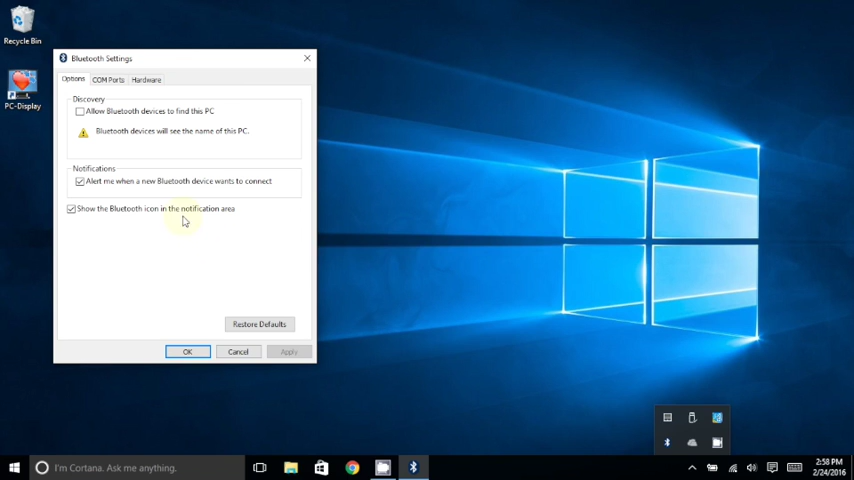 Recycle Bin
PC-Display
Bluetooth Settings
Options COM Ports Hardware
Discovery
Allow Bluetooth devices to find this PC
Bluetooth devices will see the name of this PC.
Notifications
Alert me when a new Bluetooth device wants to connect
Show the Bluetooth icon in the notification area
Restore Defaults
OK Cancel Apply
I'm Cortana. Ask me anything.
2:58 PM
2/24/2016